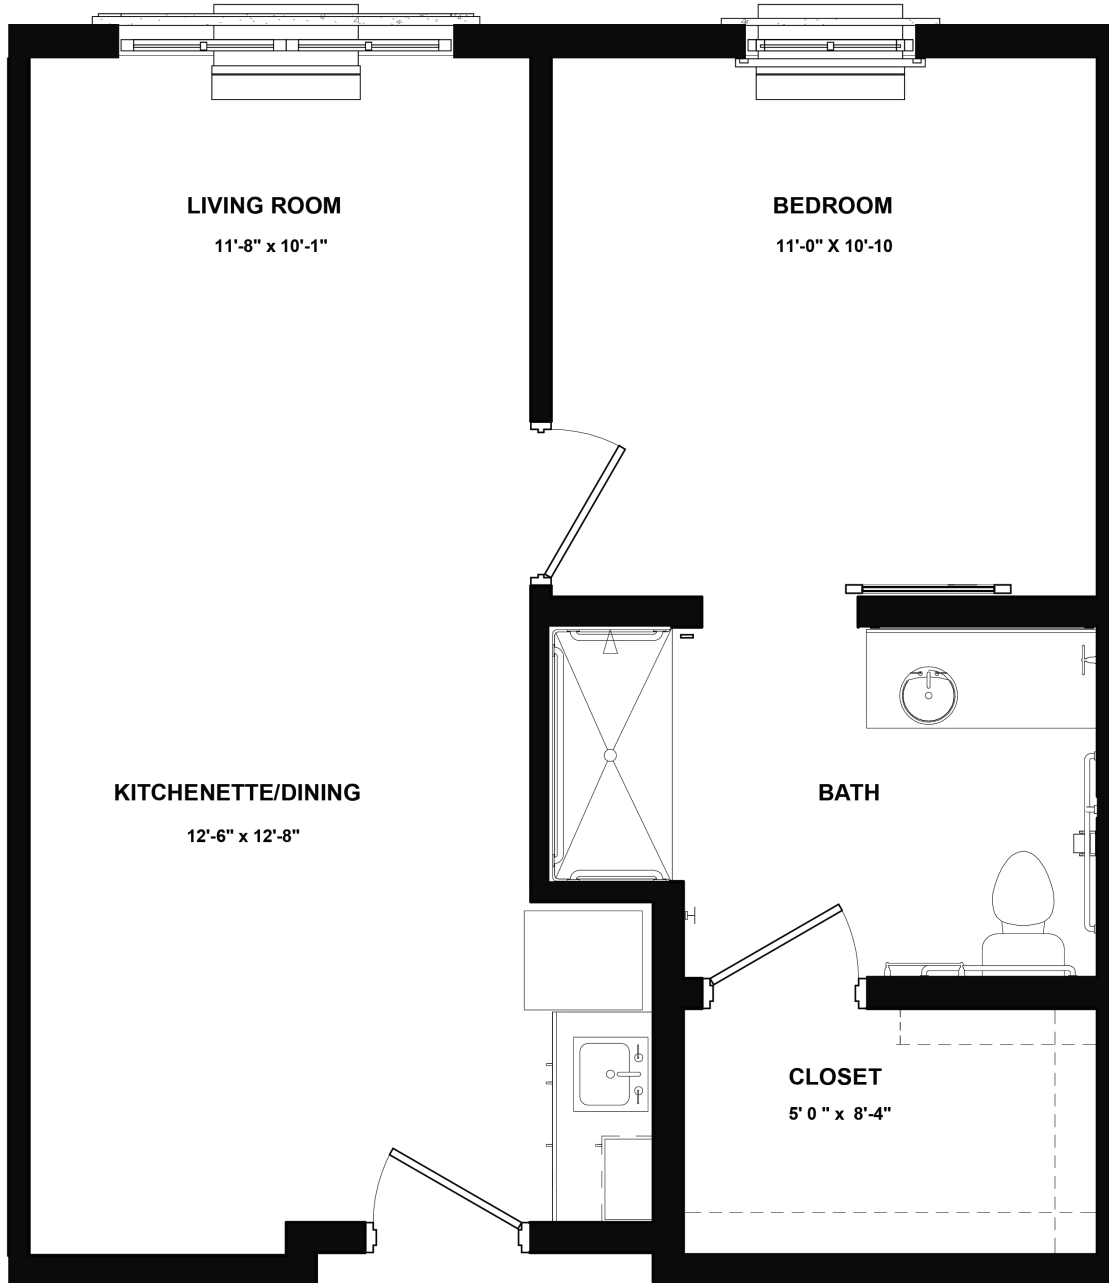 LIVING ROOM
11'-8" x 10'-1"
BEDROOM
11'-0" X 10'-10
KITCHENETTE/DINING
12'-6" x 12'-8"
BATH
CLOSET
5' 0 " x 8'-4"